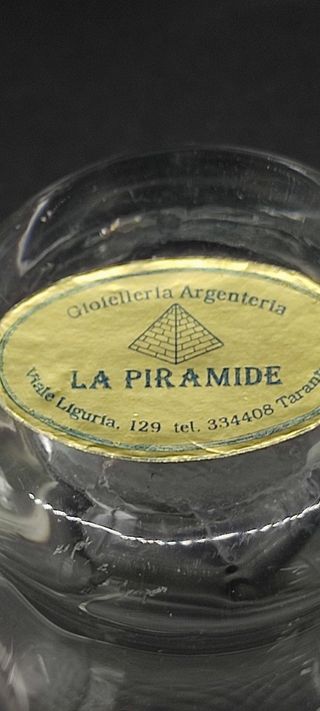 Gioielleria Argenteria
LA PIRAMIDE
Viale Liguria, 129 tel. 334408